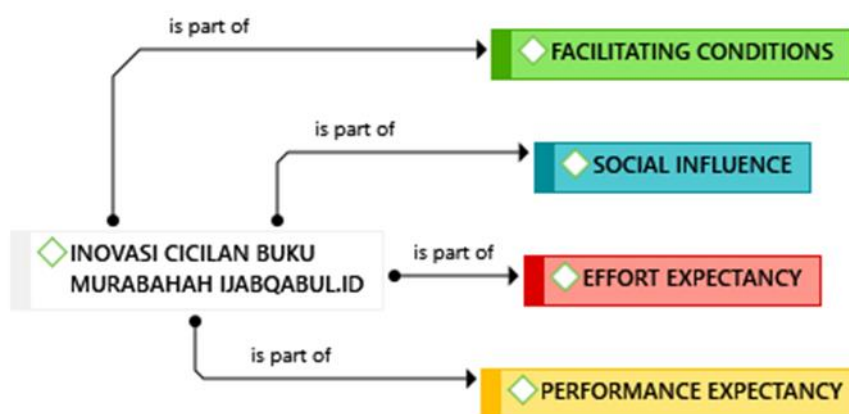 is part of
FACILITATING CONDITIONS
is part of
SOCIAL INFLUENCE
INOVASI CICILAN BUKU
MURABAHAH IJABQABUL.ID
is part of
EFFORT EXPECTANCY
is part of
PERFORMANCE EXPECTANCY